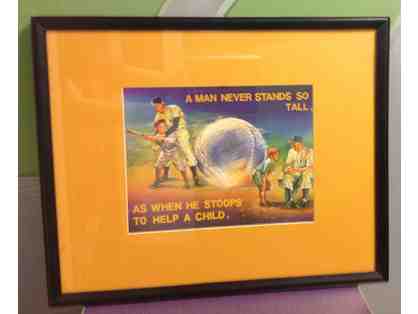 A MAN NEVER STANDS SO
TALL,
AS WHEN HE STOOPS
TO HELP A CHILD.